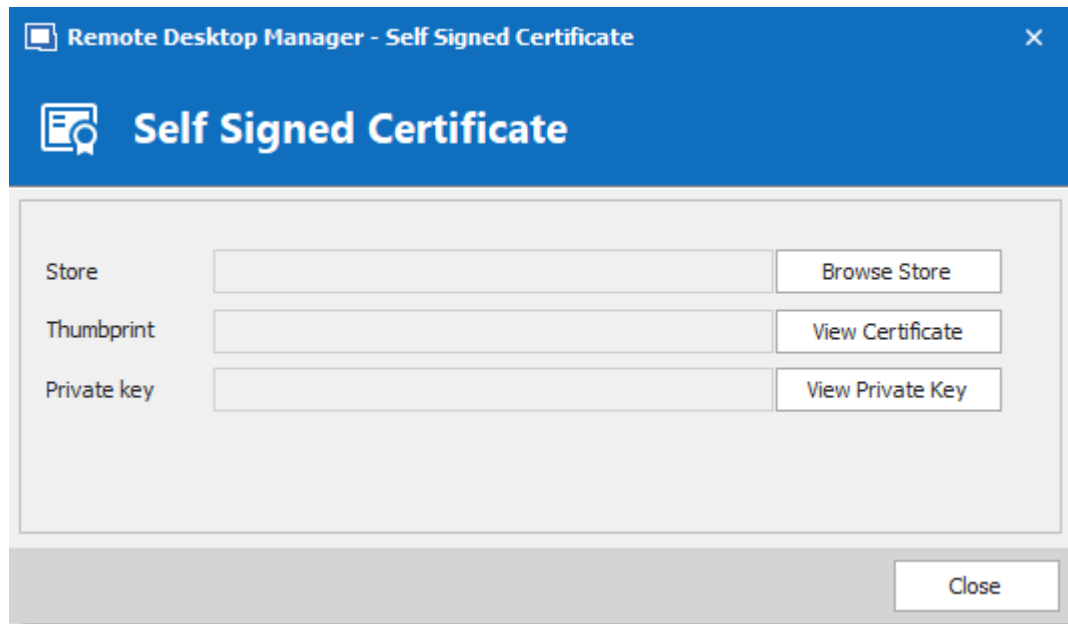 Remote Desktop Manager - Self Signed Certificate
Self Signed Certificate
Store
Browse Store
Thumbprint
View Certificate
Private key
View Private Key
Close